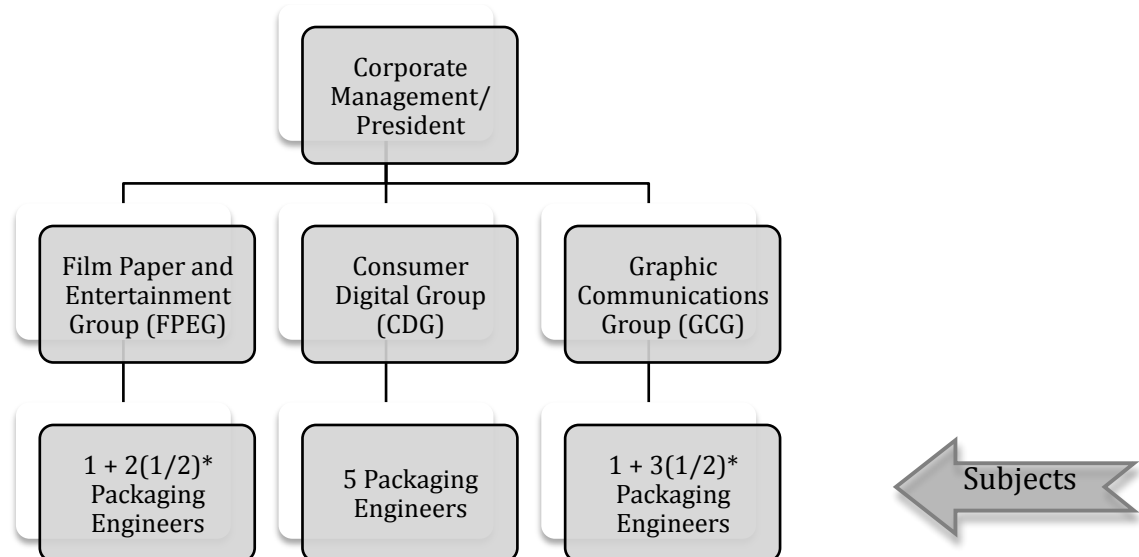 Corporate
Management/
President
Film Paper and
Entertainment
Group (FPEG)
Consumer
Digital Group
(CDG)
Graphic
Communications
Group (GCG)
1 + 2(1/2)*
Packaging
Engineers
5 Packaging
Engineers
1 + 3(1/2)*
Packaging
Engineers
Subjects